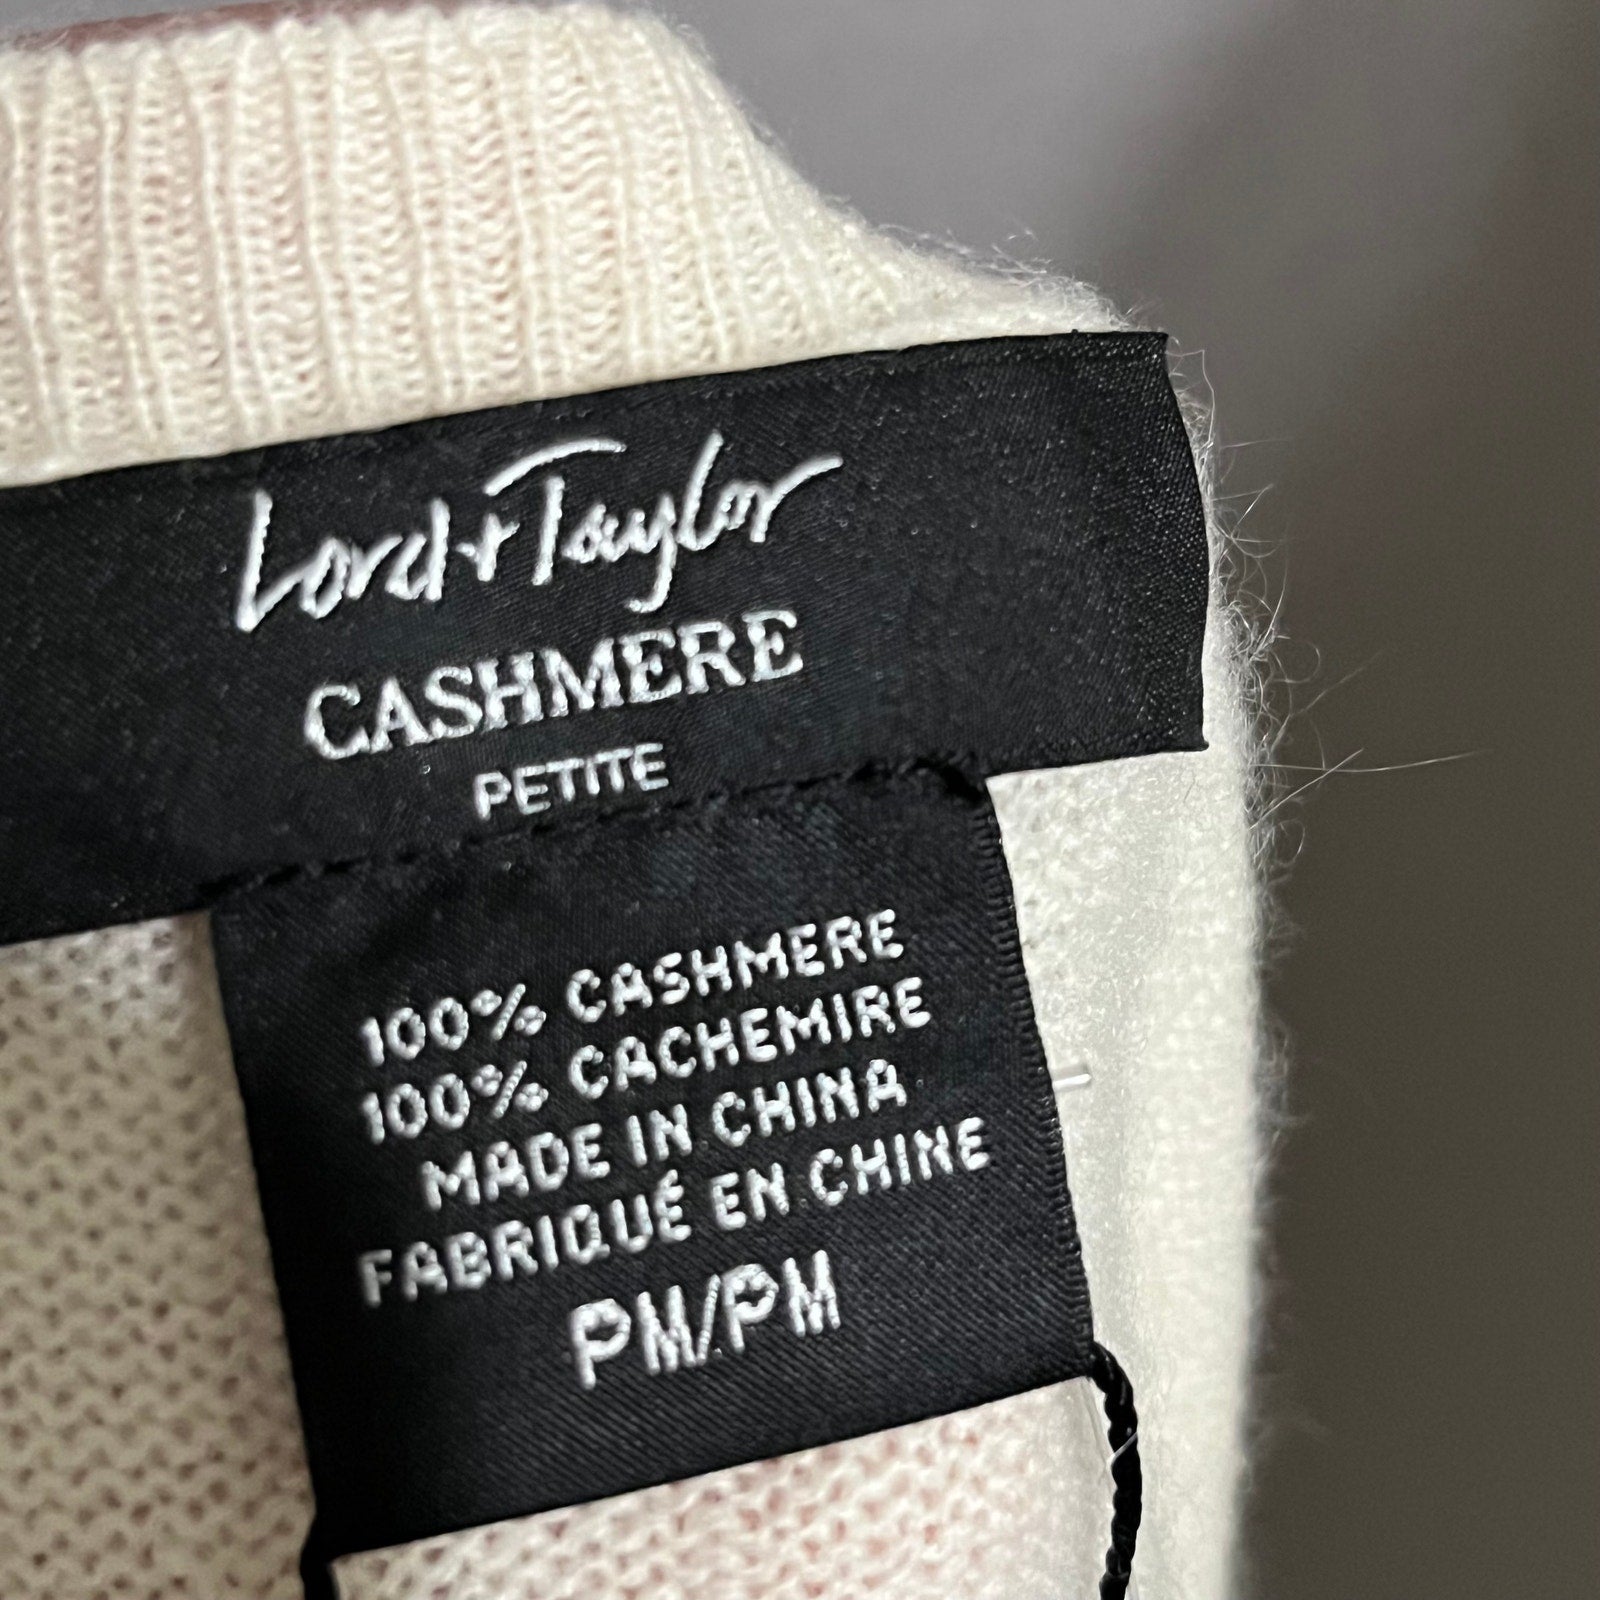 Lord + Taylor
CASHMERE
PETITE
100% CASHMERE
100% CACHEMIRE
MADE IN CHINA
FABRIQUÉ EN CHINE
PM/PM